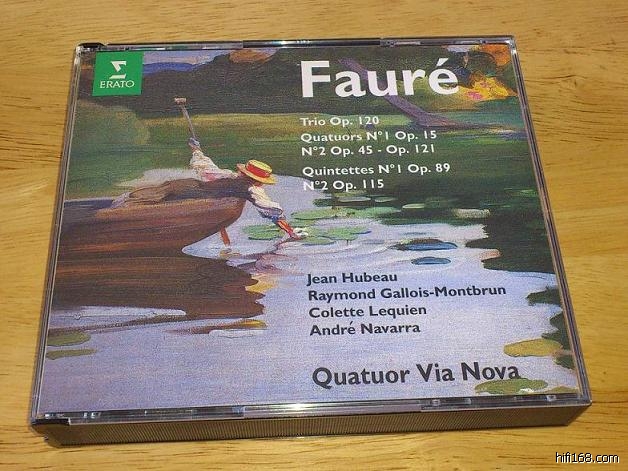 ERATO
Fauré
Trio Op. 120
Quatuors N°1 Op. 15
N°2 Op. 45 - Op. 121
Quintettes N°1 Op. 89
N°2 Op. 115
Jean Hubeau
Raymond Gallois-Montbrun
Colette Lequien
André Navarra
Quatuor Via Nova
hifi168.com